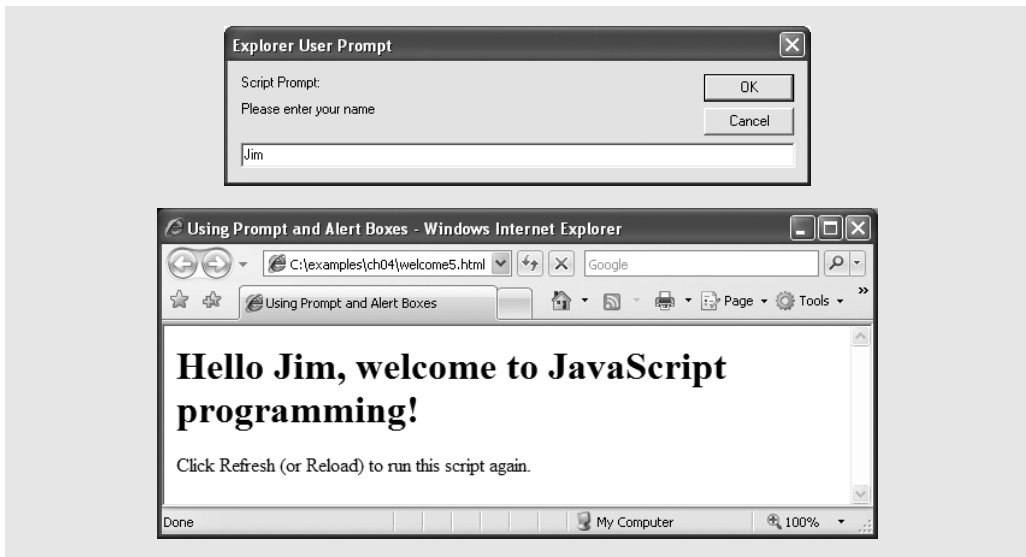 Explorer User Prompt
Script Prompt:
OK
Please enter your name
Cancel
Jim
Using Prompt and Alert Boxes - Windows Internet Explorer
C:\examples\ch04\welcome5.html
Google
Using Prompt and Alert Boxes
Page
Tools
»
Hello Jim, welcome to JavaScript
programming!
Click Refresh (or Reload) to run this script again.
Done
My Computer
100%